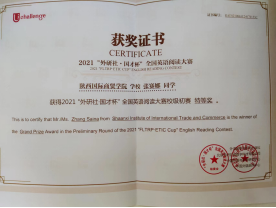 Uchallenge
获奖证书
CERTIFICATE
2021 “外研社·国才杯” 全国英语阅读大赛
2021 "FLTRP·ETIC CUP" ENGLISH READING CONTEST
陕西国际商贸学院 学校 张赛娜 同学
获得2021 “外研社·国才杯” 全国英语阅读大赛校级初赛 特等奖 。
This is to certify that Mr./Ms. Zhang Saina from Shaanxi Institute of International Trade and Commerce is the winner of the
Grand Prize Award in the Preliminary Round of the 2021 "FLTRP·ETIC Cup" English Reading Contest.